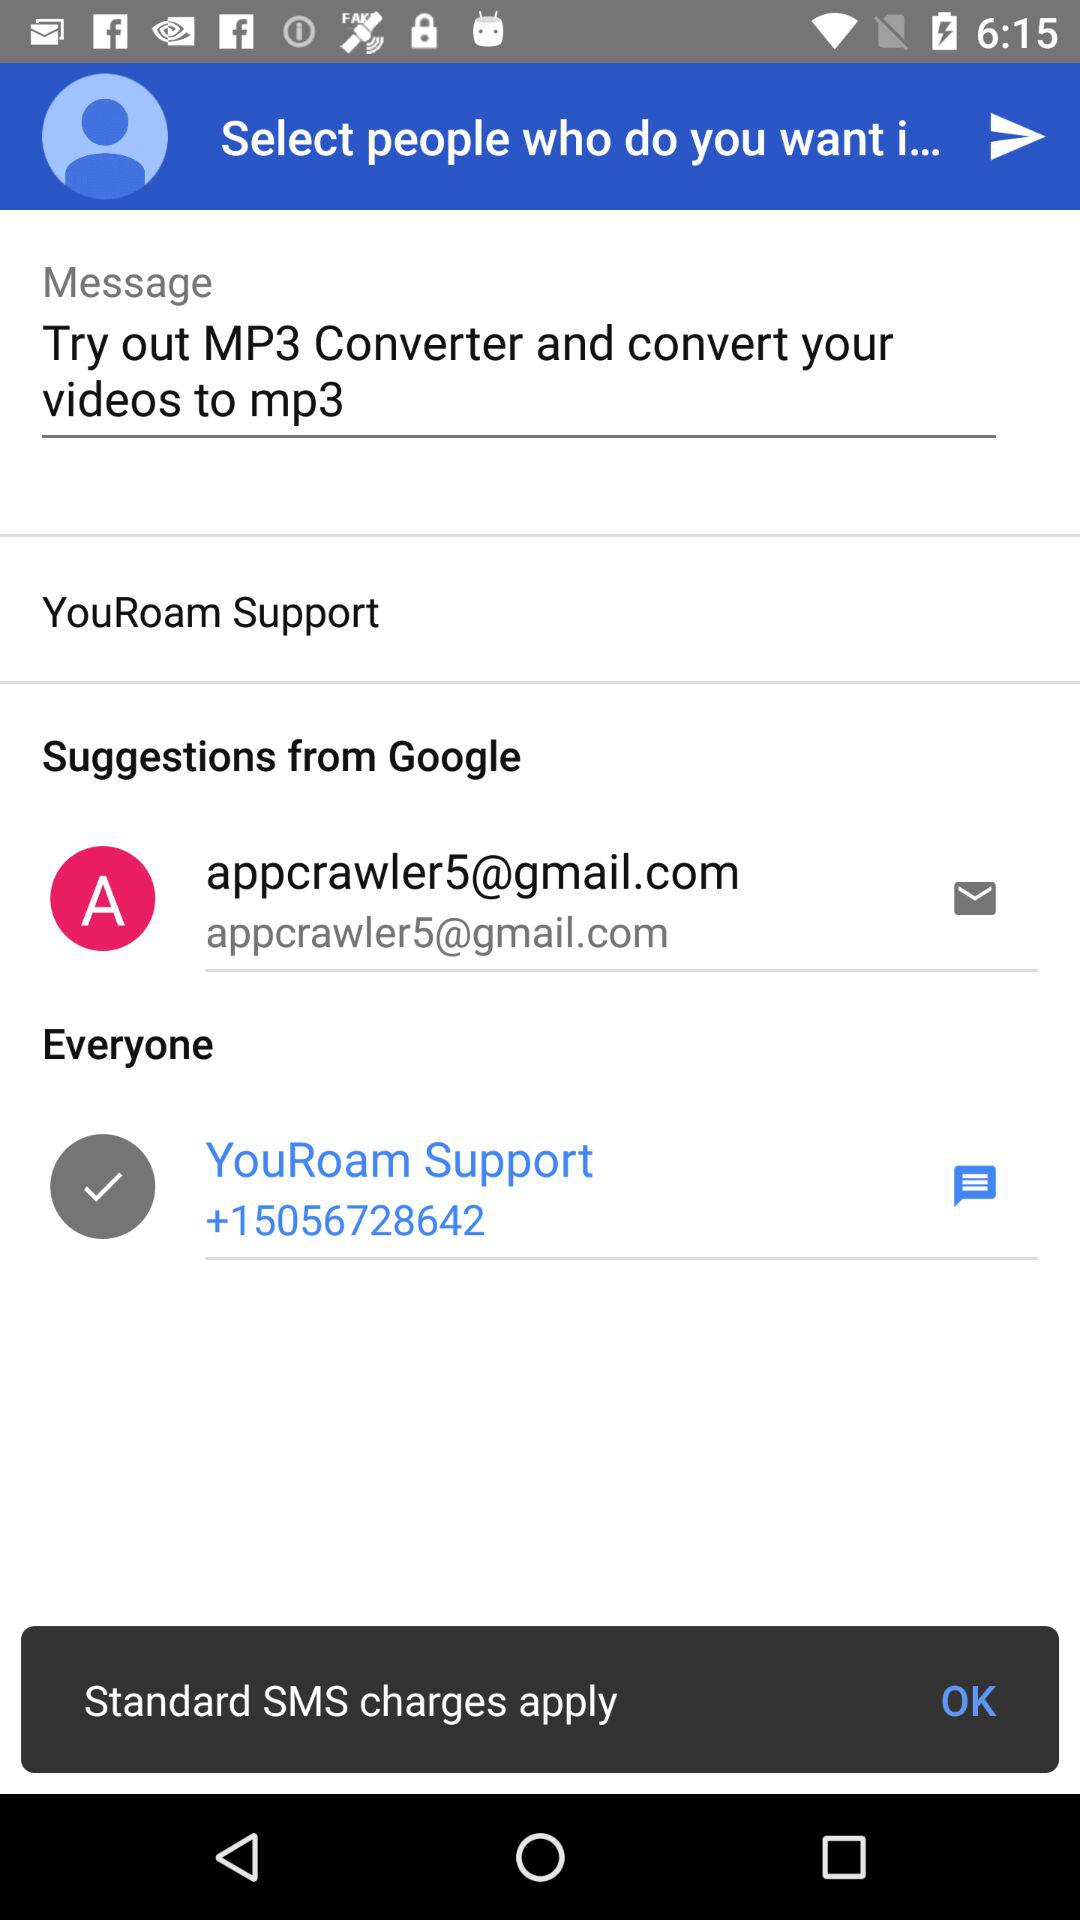 FAKE
6:15
Select people who do you want i...
Message
Try out MP3 Converter and convert your
videos to mp3
YouRoam Support
Suggestions from Google
A
appcrawler5@gmail.com
appcrawler5@gmail.com
Everyone
YouRoam Support
+15056728642
Standard SMS charges apply
OK